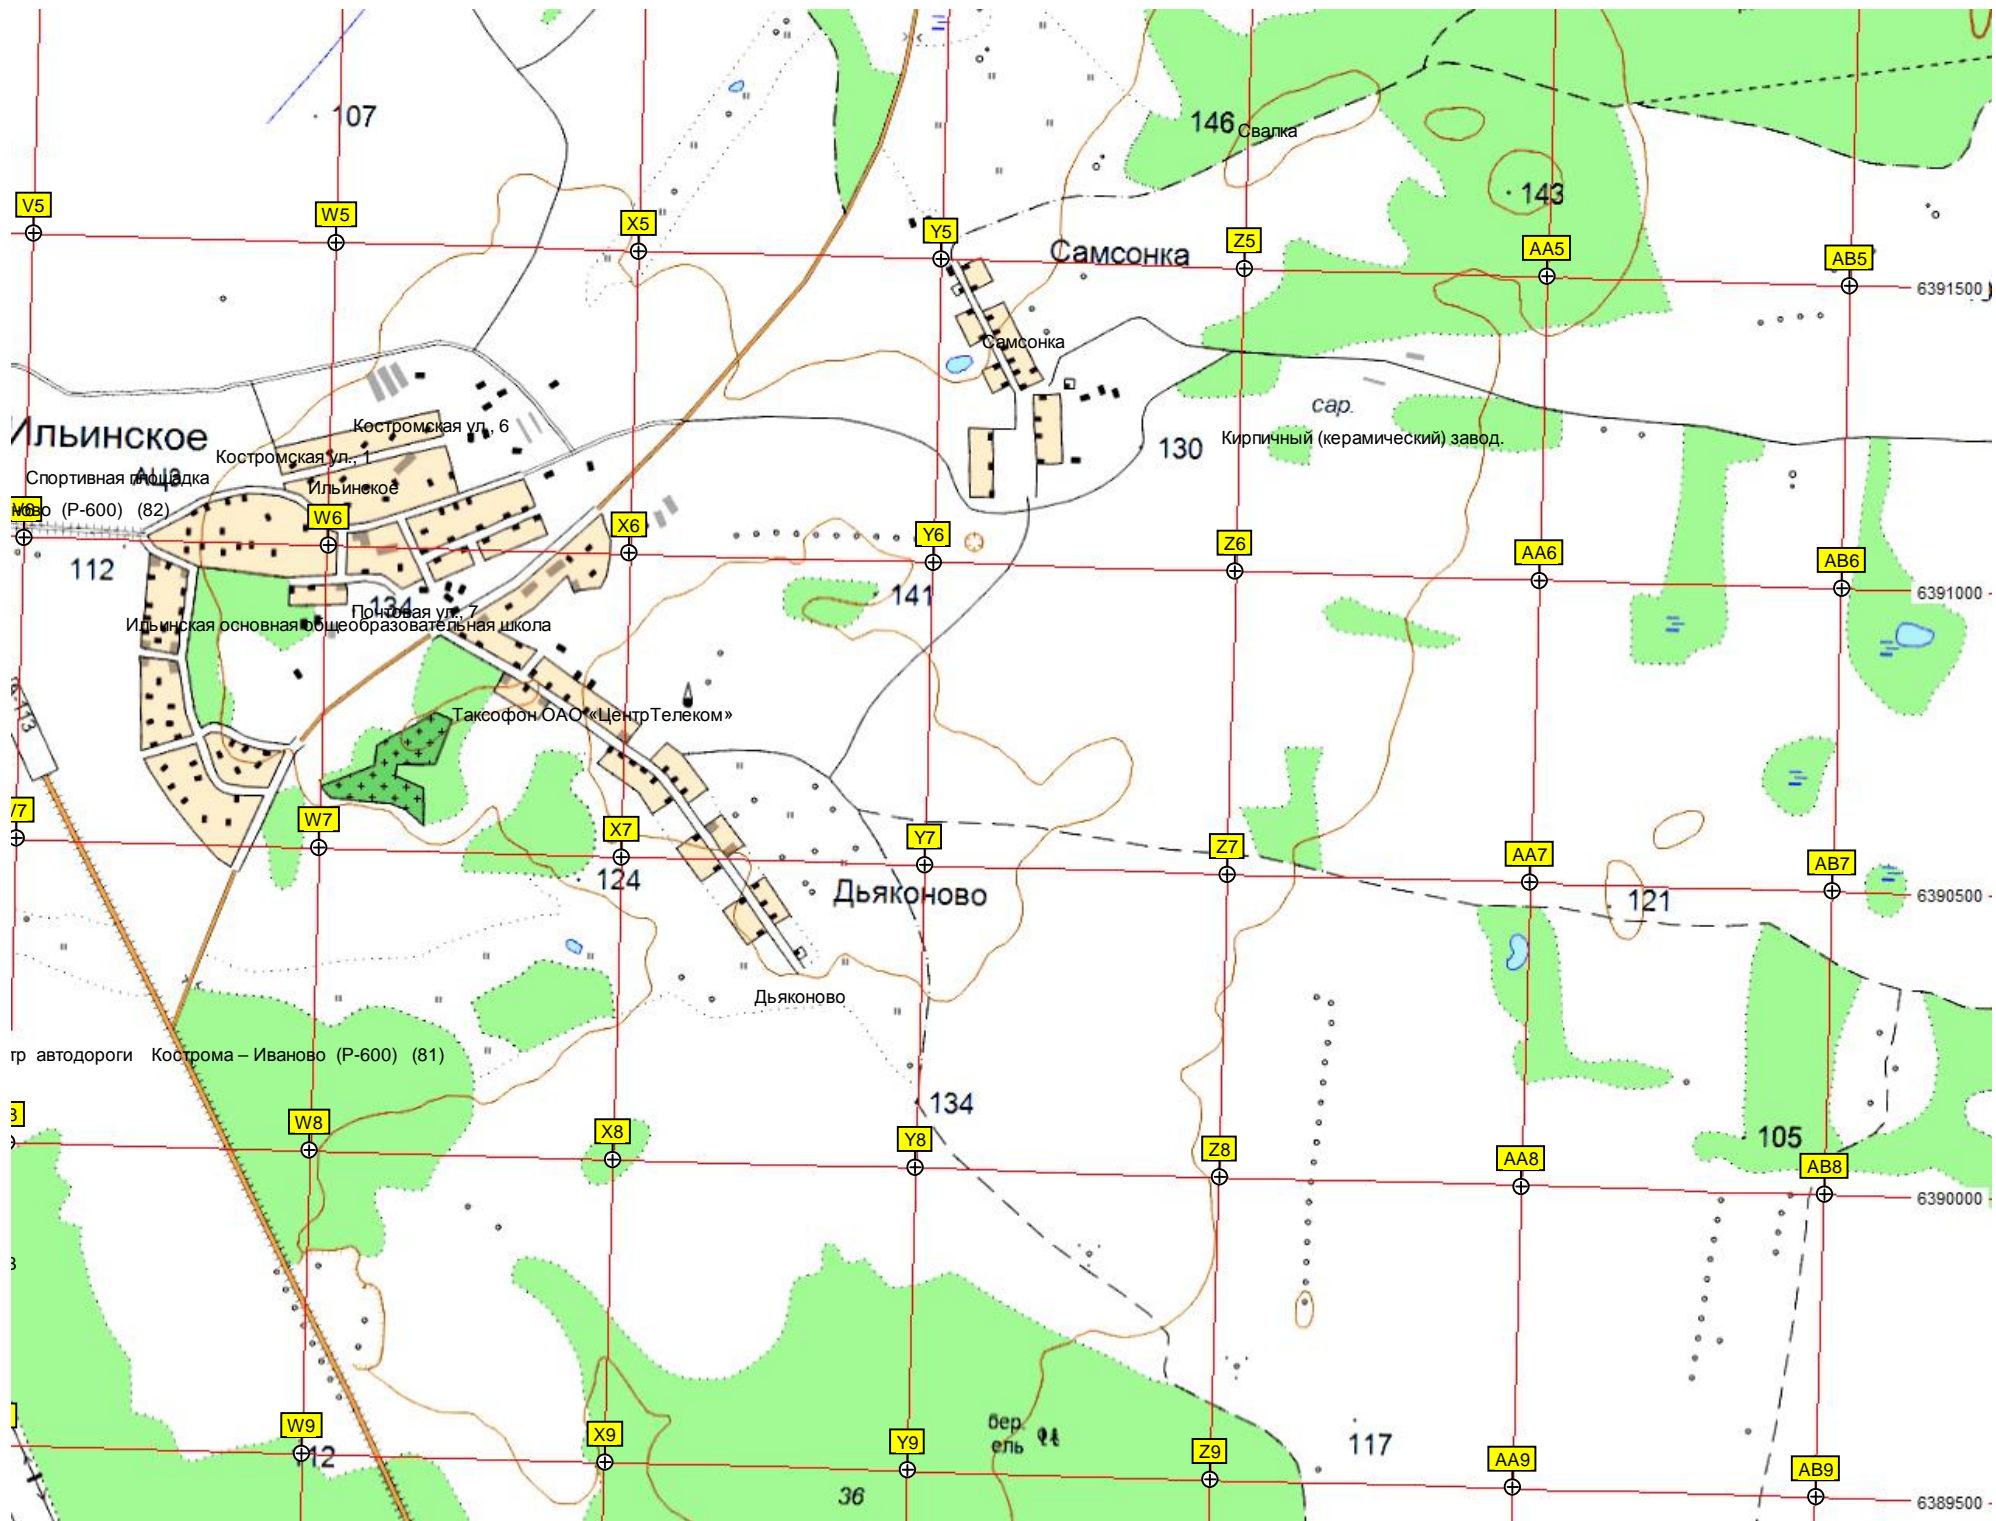 107
146
Свалка
143
V5
W5
X5
Y5
Самсонка
Z5
AA5
AB5
6391500
Самсонка
сар.
Ильинское
Костромская ул., 6
130
Кирпичный (керамический) завод.
Костромская ул., 1
Спортивная площадка
Ильинское
(Р-600) (82)
W6
X6
Y6
Z6
AA6
AB6
112
141
6391000
134
Почтовая ул., 7
Ильинская основная общеобразовательная школа
Таксофон ОАО «ЦентрТелеком»
W7
X7
Y7
Z7
AA7
AB7
124
Дьяконово
121
6390500
Дьяконово
автодороги Кострома – Иваново (Р-600) (81)
134
W8
X8
Y8
Z8
AA8
105
AB8
6390000
W9
X9
Y9
бер.
ель
Z9
117
AA9
AB9
36
6389500